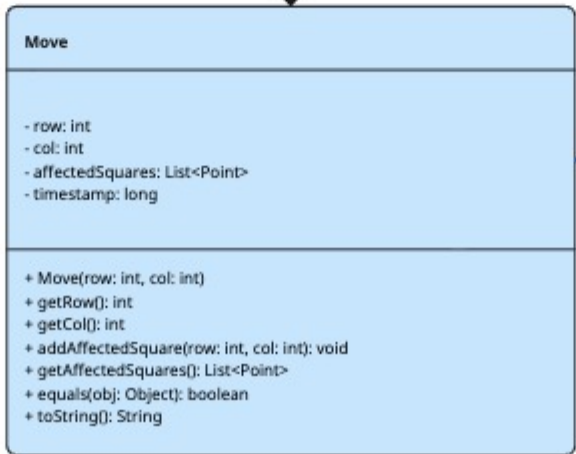 Move
- row: int
- col: int
- affectedSquares: List<Point>
- timestamp: long
+ Move(row: int, col: int)
+ getRow(): int
+ getCol(): int
+ addAffectedSquare(row: int, col: int): void
+ getAffectedSquares(): List<Point>
+ equals(obj: Object): boolean
+ toString(): String